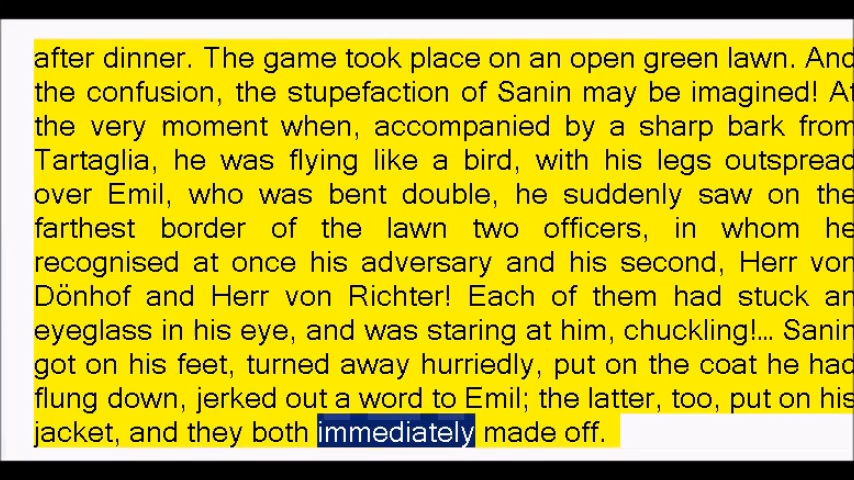 after dinner. The game took place on an open green lawn. And
the confusion, the stupefaction of Sanin may be imagined! At
the very moment when, accompanied by a sharp bark from
Tartaglia, he was flying like a bird, with his legs outspread
over Emil, who was bent double, he suddenly saw on the
farthest border of the lawn two officers, in whom he
recognised at once his adversary and his second, Herr von
Dönhof and Herr von Richter! Each of them had stuck an
eyeglass in his eye, and was staring at him, chuckling!... Sanin
got on his feet, turned away hurriedly, put on the coat he had
flung down, jerked out a word to Emil; the latter, too, put on his
jacket, and they both immediately made off.